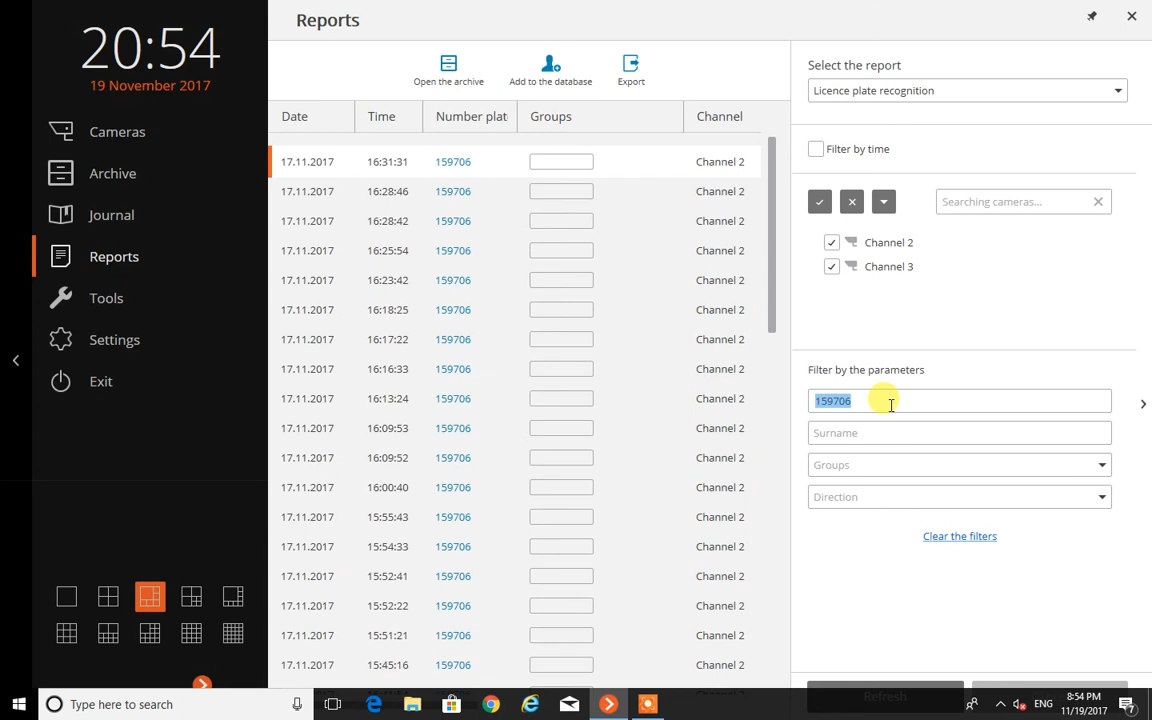 20:54
19 November 2017
Cameras
Archive
Journal
Reports
Tools
Settings
Exit
Reports
Open the archive
Add to the database
Export
Date Time Number plat Groups Channel
17.11.2017 16:31:31 159706 Channel 2
17.11.2017 16:28:46 159706 Channel 2
17.11.2017 16:28:42 159706 Channel 2
17.11.2017 16:25:54 159706 Channel 2
17.11.2017 16:23:42 159706 Channel 2
17.11.2017 16:18:25 159706 Channel 2
17.11.2017 16:17:22 159706 Channel 2
17.11.2017 16:16:33 159706 Channel 2
17.11.2017 16:13:24 159706 Channel 2
17.11.2017 16:09:53 159706 Channel 2
17.11.2017 16:09:52 159706 Channel 2
17.11.2017 16:00:40 159706 Channel 2
17.11.2017 15:55:43 159706 Channel 2
17.11.2017 15:54:33 159706 Channel 2
17.11.2017 15:52:41 159706 Channel 2
17.11.2017 15:52:22 159706 Channel 2
17.11.2017 15:51:21 159706 Channel 2
17.11.2017 15:45:16 159706 Channel 2
Select the report
Licence plate recognition
Filter by time
Searching cameras...
Channel 2
Channel 3
Filter by the parameters
159706
Surname
Groups
Direction
Clear the filters
Refresh
Type here to search
ENG
8:54 PM
11/19/2017
7